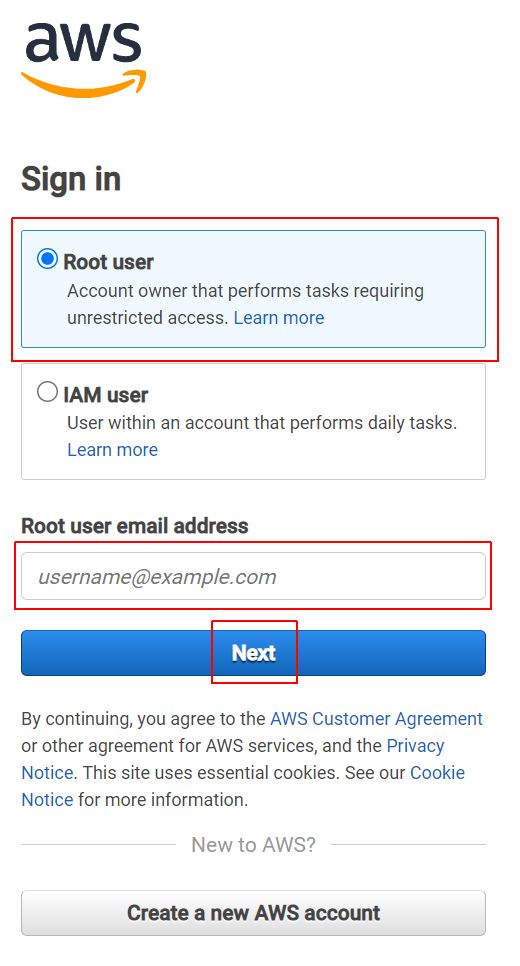 aws
Sign in
Root user
Account owner that performs tasks requiring
unrestricted access. Learn more
IAM user
User within an account that performs daily tasks.
Learn more
Root user email address
username@example.com
Next
By continuing, you agree to the AWS Customer Agreement
or other agreement for AWS services, and the Privacy
Notice. This site uses essential cookies. See our Cookie
Notice for more information.
New to AWS?
Create a new AWS account